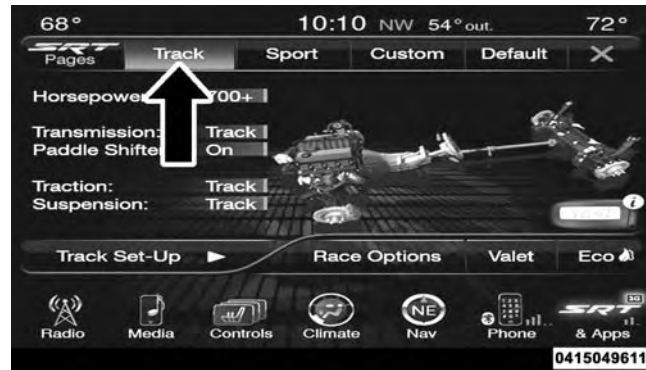 68° 10:10 NW 54° out. 72°
SRT Pages Track Sport Custom Default
Horsepower 700+
Transmission: Track
Paddle Shifte On
Traction: Track
Suspension: Track
i
Track Set-Up Race Options Valet Eco
NE
3G
SRT
Radio Media Controls Climate Nav Phone & Apps
0415049611